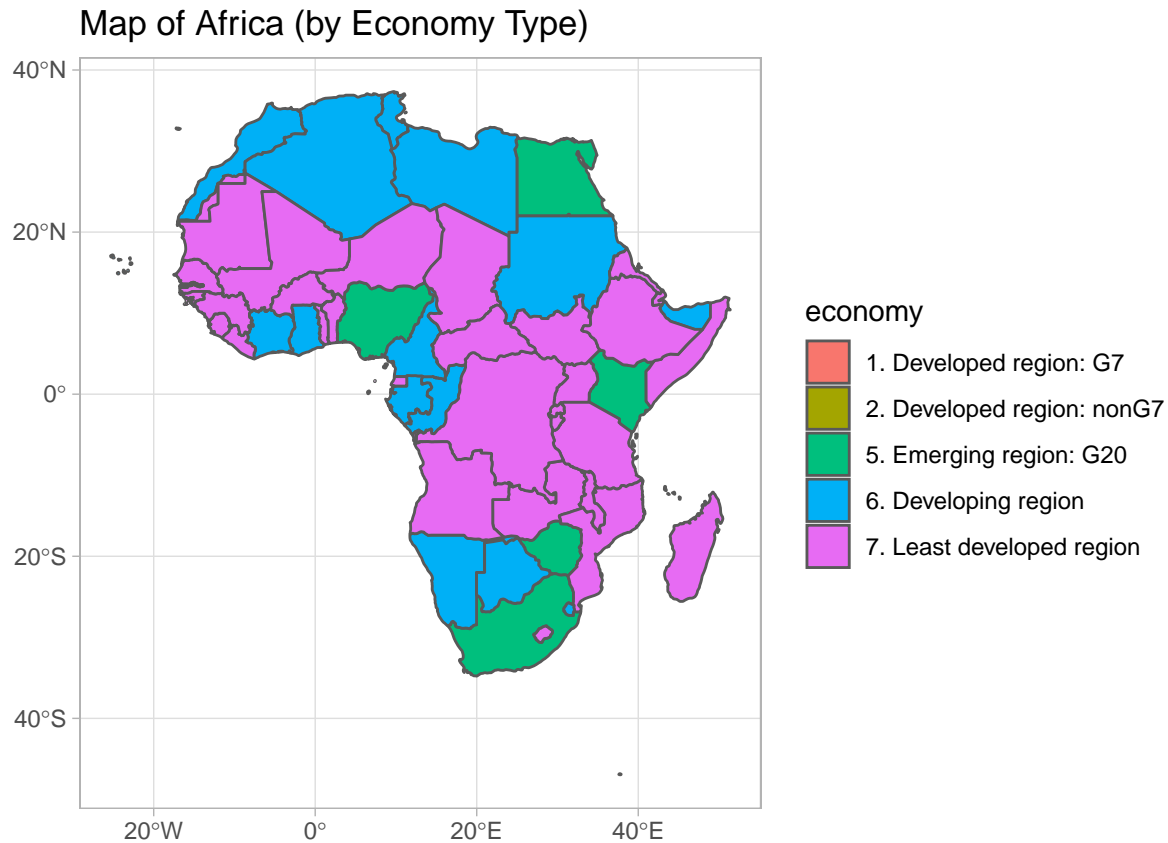 Map of Africa (by Economy Type)
40°N
20°N
0°
20°S
40°S
20°W
0°
20°E
40°E
economy
1. Developed region: G7
2. Developed region: nonG7
5. Emerging region: G20
6. Developing region
7. Least developed region